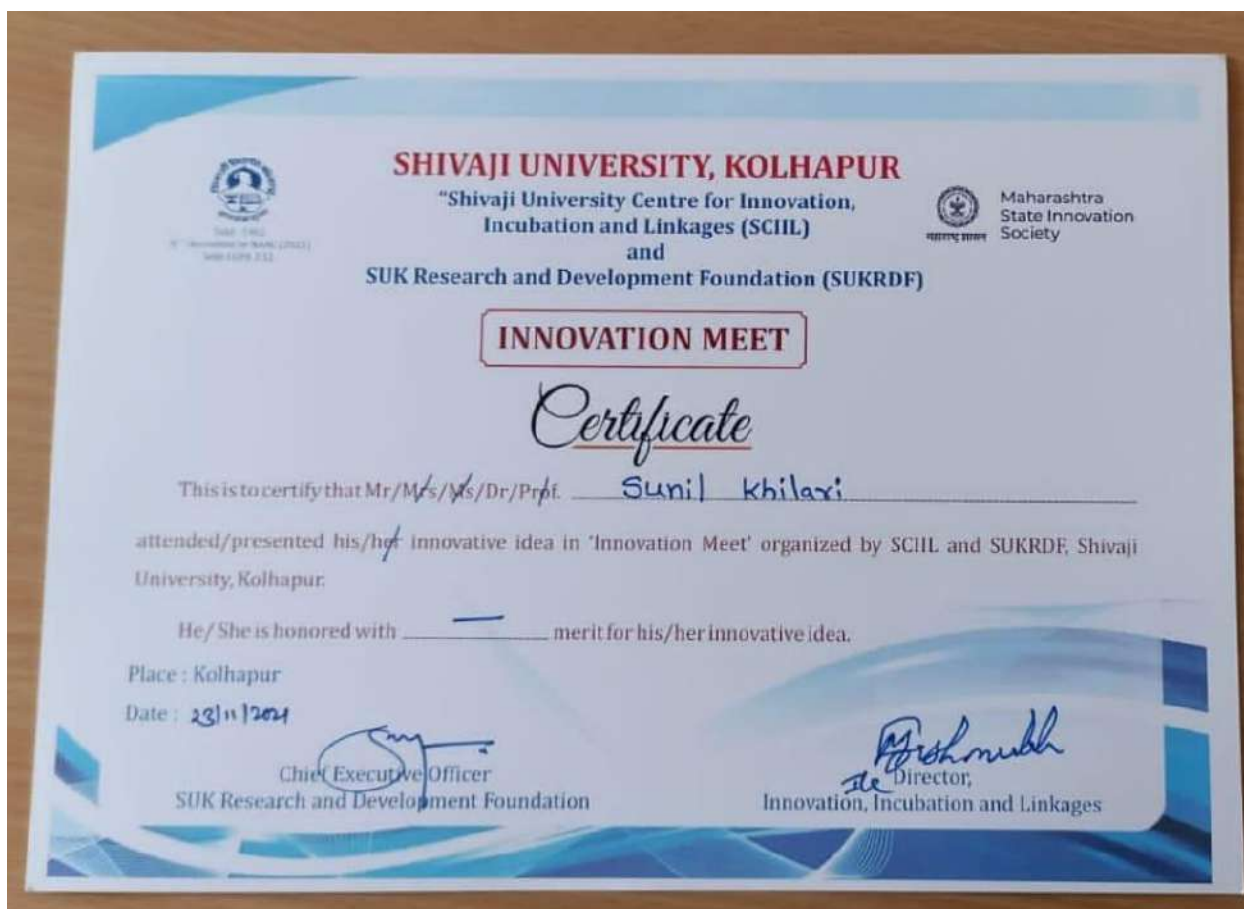 SHIVAJI UNIVERSITY, KOLHAPUR
"Shivaji University Centre for Innovation,
Incubation and Linkages (SCIIL)
and
SUK Research and Development Foundation (SUKRDF)
Maharashtra
State Innovation
Society
महाराष्ट्र शासन
INNOVATION MEET
Certificate
This is to certify that Mr/Mrs/Ms/Dr/Prof. Sunil Khilari
attended/presented his/her innovative idea in 'Innovation Meet' organized by SCIIL and SUKRDF, Shivaji
University, Kolhapur.
He/She is honored with — merit for his/her innovative idea.
Place : Kolhapur
Date : 23/11/2021
Chief Executive Officer
SUK Research and Development Foundation
I/c Director,
Innovation, Incubation and Linkages